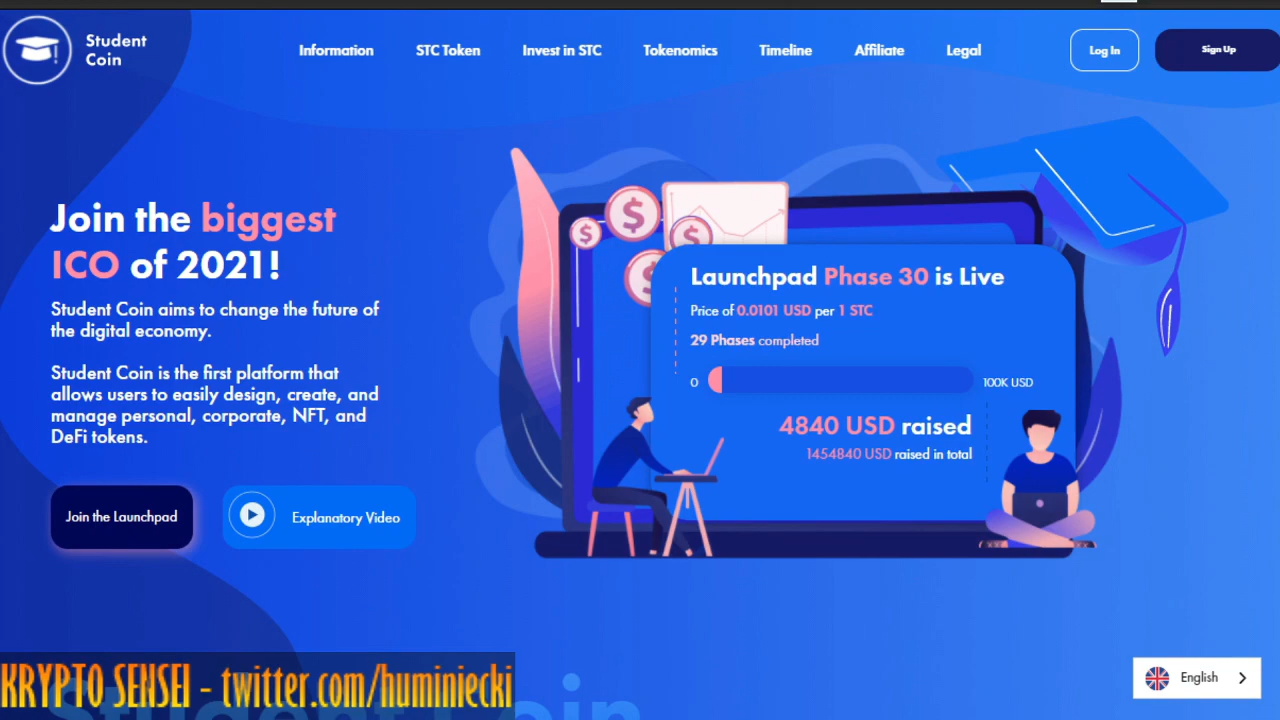 Student
Coin
Information
STC Token
Invest in STC
Tokenomics
Timeline
Affiliate
Legal
Log In
Sign Up
Join the biggest
ICO of 2021!
Student Coin aims to change the future of
the digital economy.
Student Coin is the first platform that
allows users to easily design, create, and
manage personal, corporate, NFT, and
DeFi tokens.
Join the Launchpad
Explanatory Video
$
$
$
$
Launchpad Phase 30 is Live
Price of 0.0101 USD per 1 STC
29 Phases completed
0
100K USD
4840 USD raised
1454840 USD raised in total
KRYPTO SENSEI - twitter.com/huminiecki
Student Coin
English